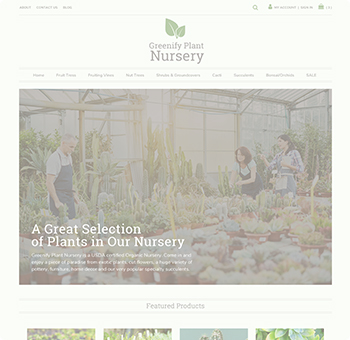 ABOUT CONTACT US BLOG MY ACCOUNT | SIGN IN
Greenify Plant
Nursery
Home Fruit Trees Flushing Vines Nut Trees Shrubs & Groundcovers Cacti Succulents Bonsai/Orchids SALE
A Great Selection
of Plants in Our Nursery
Greenify Plant Nursery is a USDA certified Organic Nursery. Come in and
enjoy a piece of paradise from exotic plants, cut flowers, a huge variety of
pottery, furniture, home decor and our very popular specialty succulents.
Featured Products